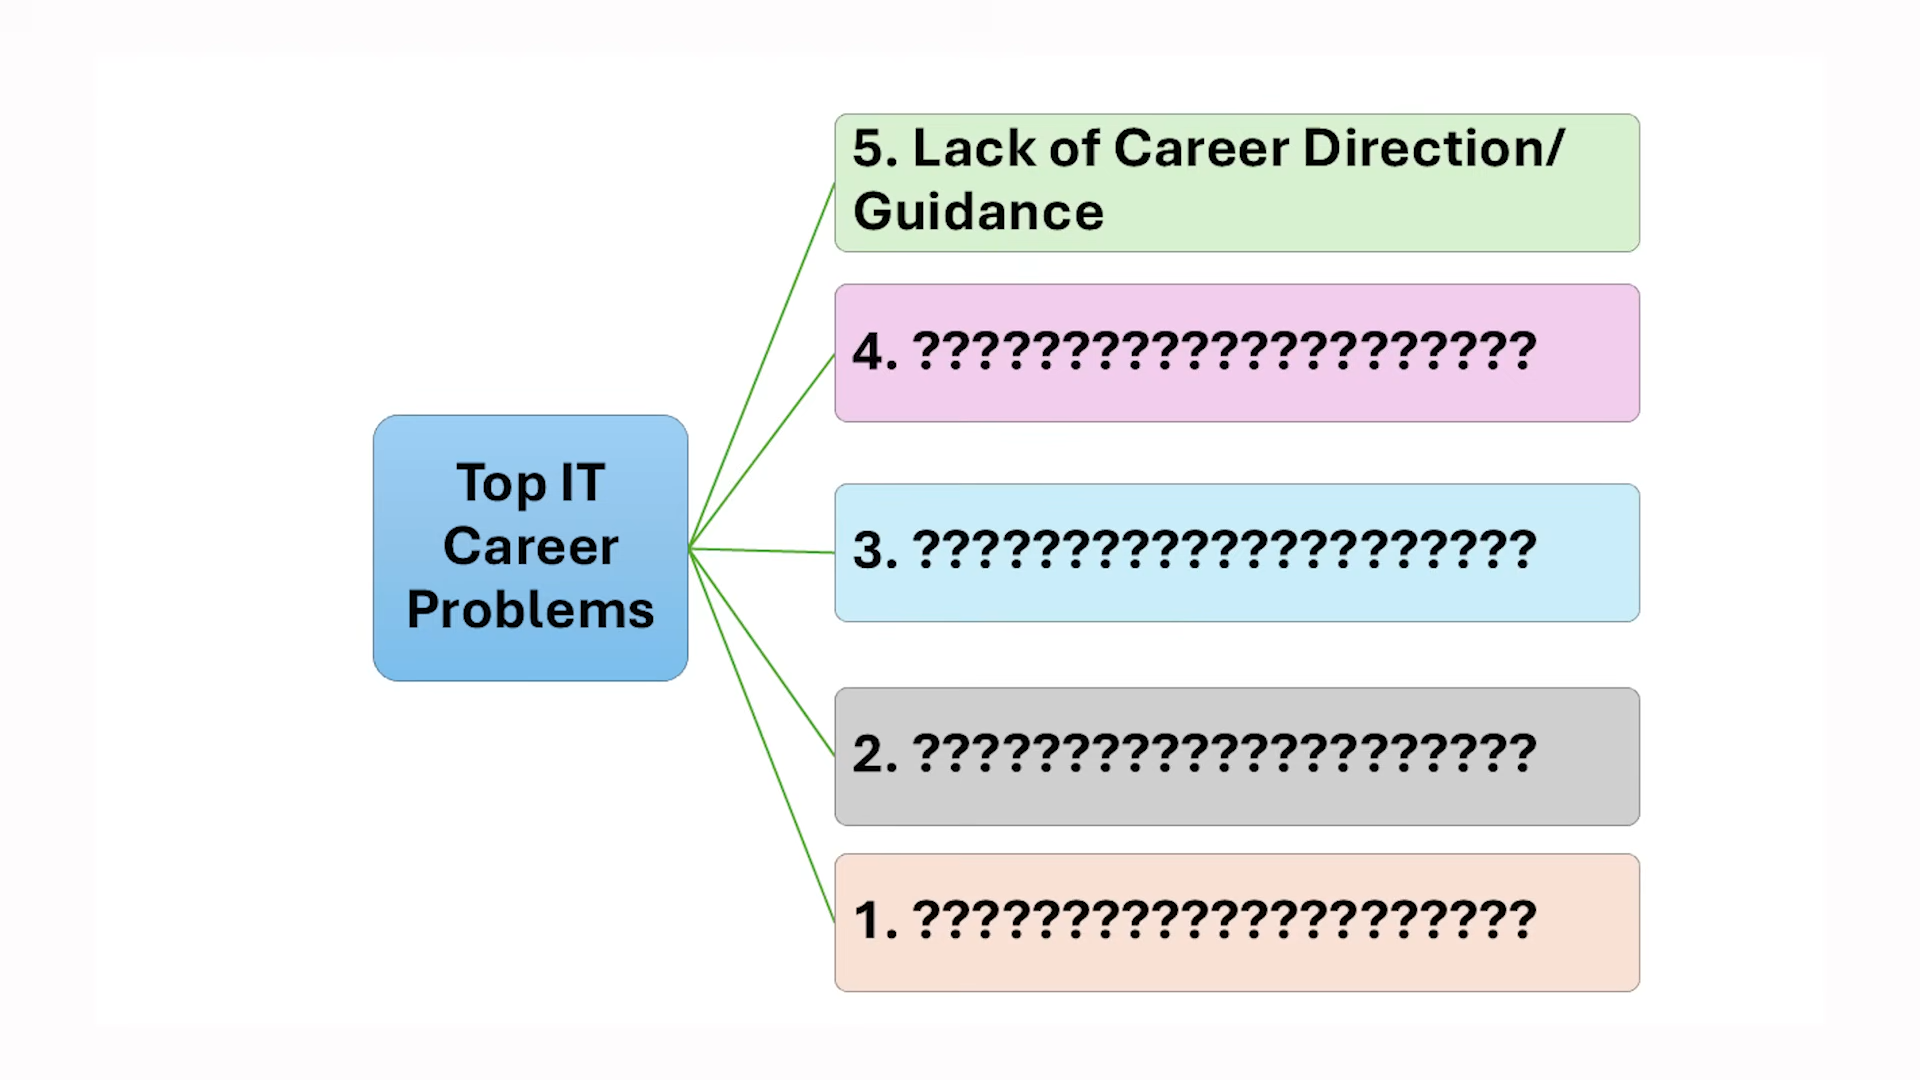 Top IT
Career
Problems
5. Lack of Career Direction/
Guidance
4. ?????????????????????
3. ?????????????????????
2. ?????????????????????
1. ?????????????????????